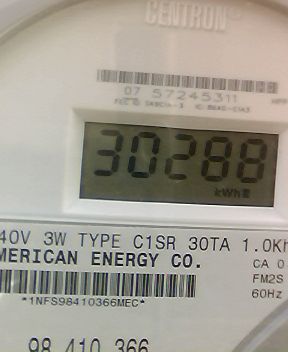 CENTRON®
07 57245311
30288
kWh
40V 3W TYPE C1SR 30TA 1.0Kh
MERICAN ENERGY CO.
CA 0
FM2S
60Hz
*1NFS98410366MEC*
98 410 366